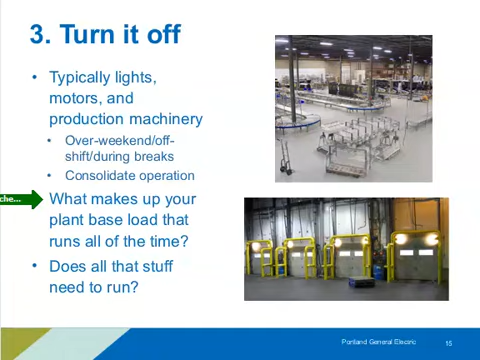 3. Turn it off
• Typically lights,
motors, and
production machinery
• Over-weekend/off-
shift/during breaks
• Consolidate operation
che...
• What makes up your
plant base load that
runs all of the time?
• Does all that stuff
need to run?
Portland General Electric 15